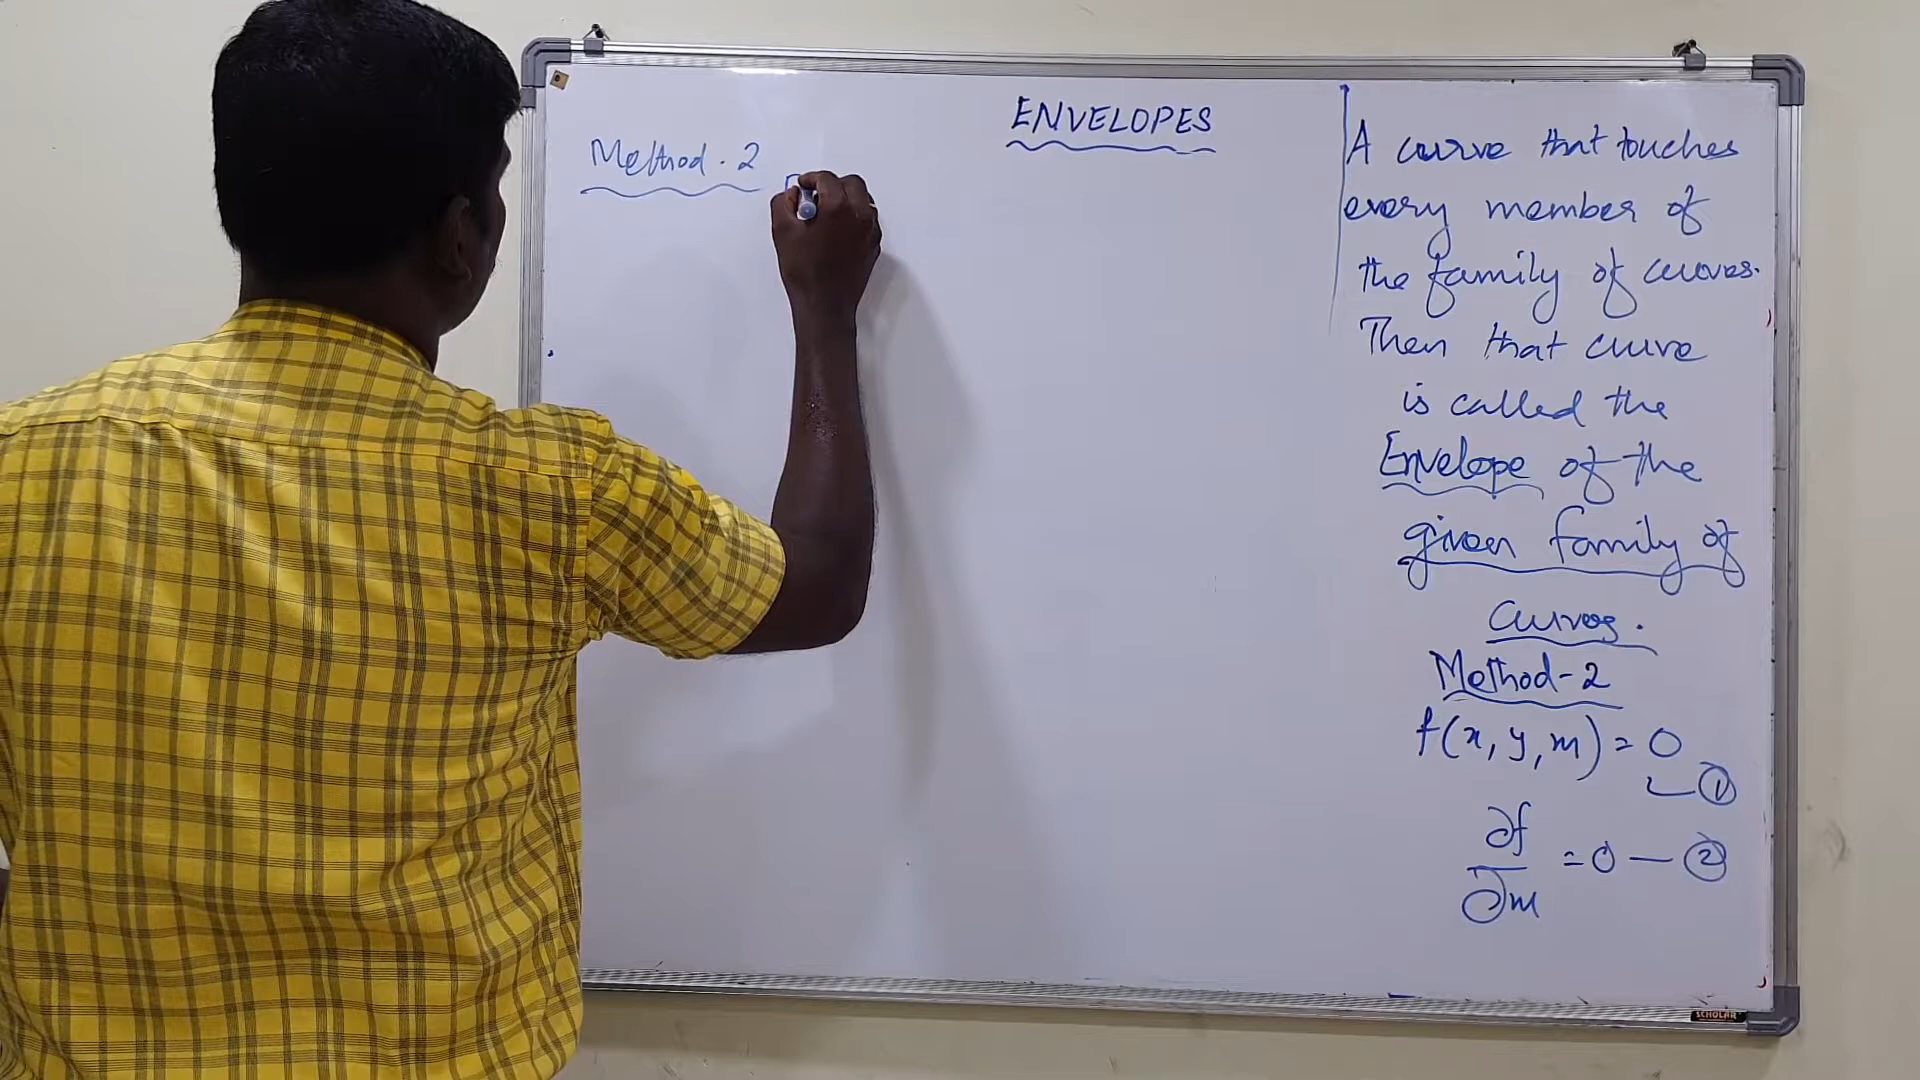 ENVELOPES
Method. 2
A curve that touches
every member of
the family of curves.
Then that curve
is called the
Envelope of the
given family of
Curves.
Method-2
f(x, y, m) = 0
①
∂f
= 0 — ②
∂m
SCHOLAR